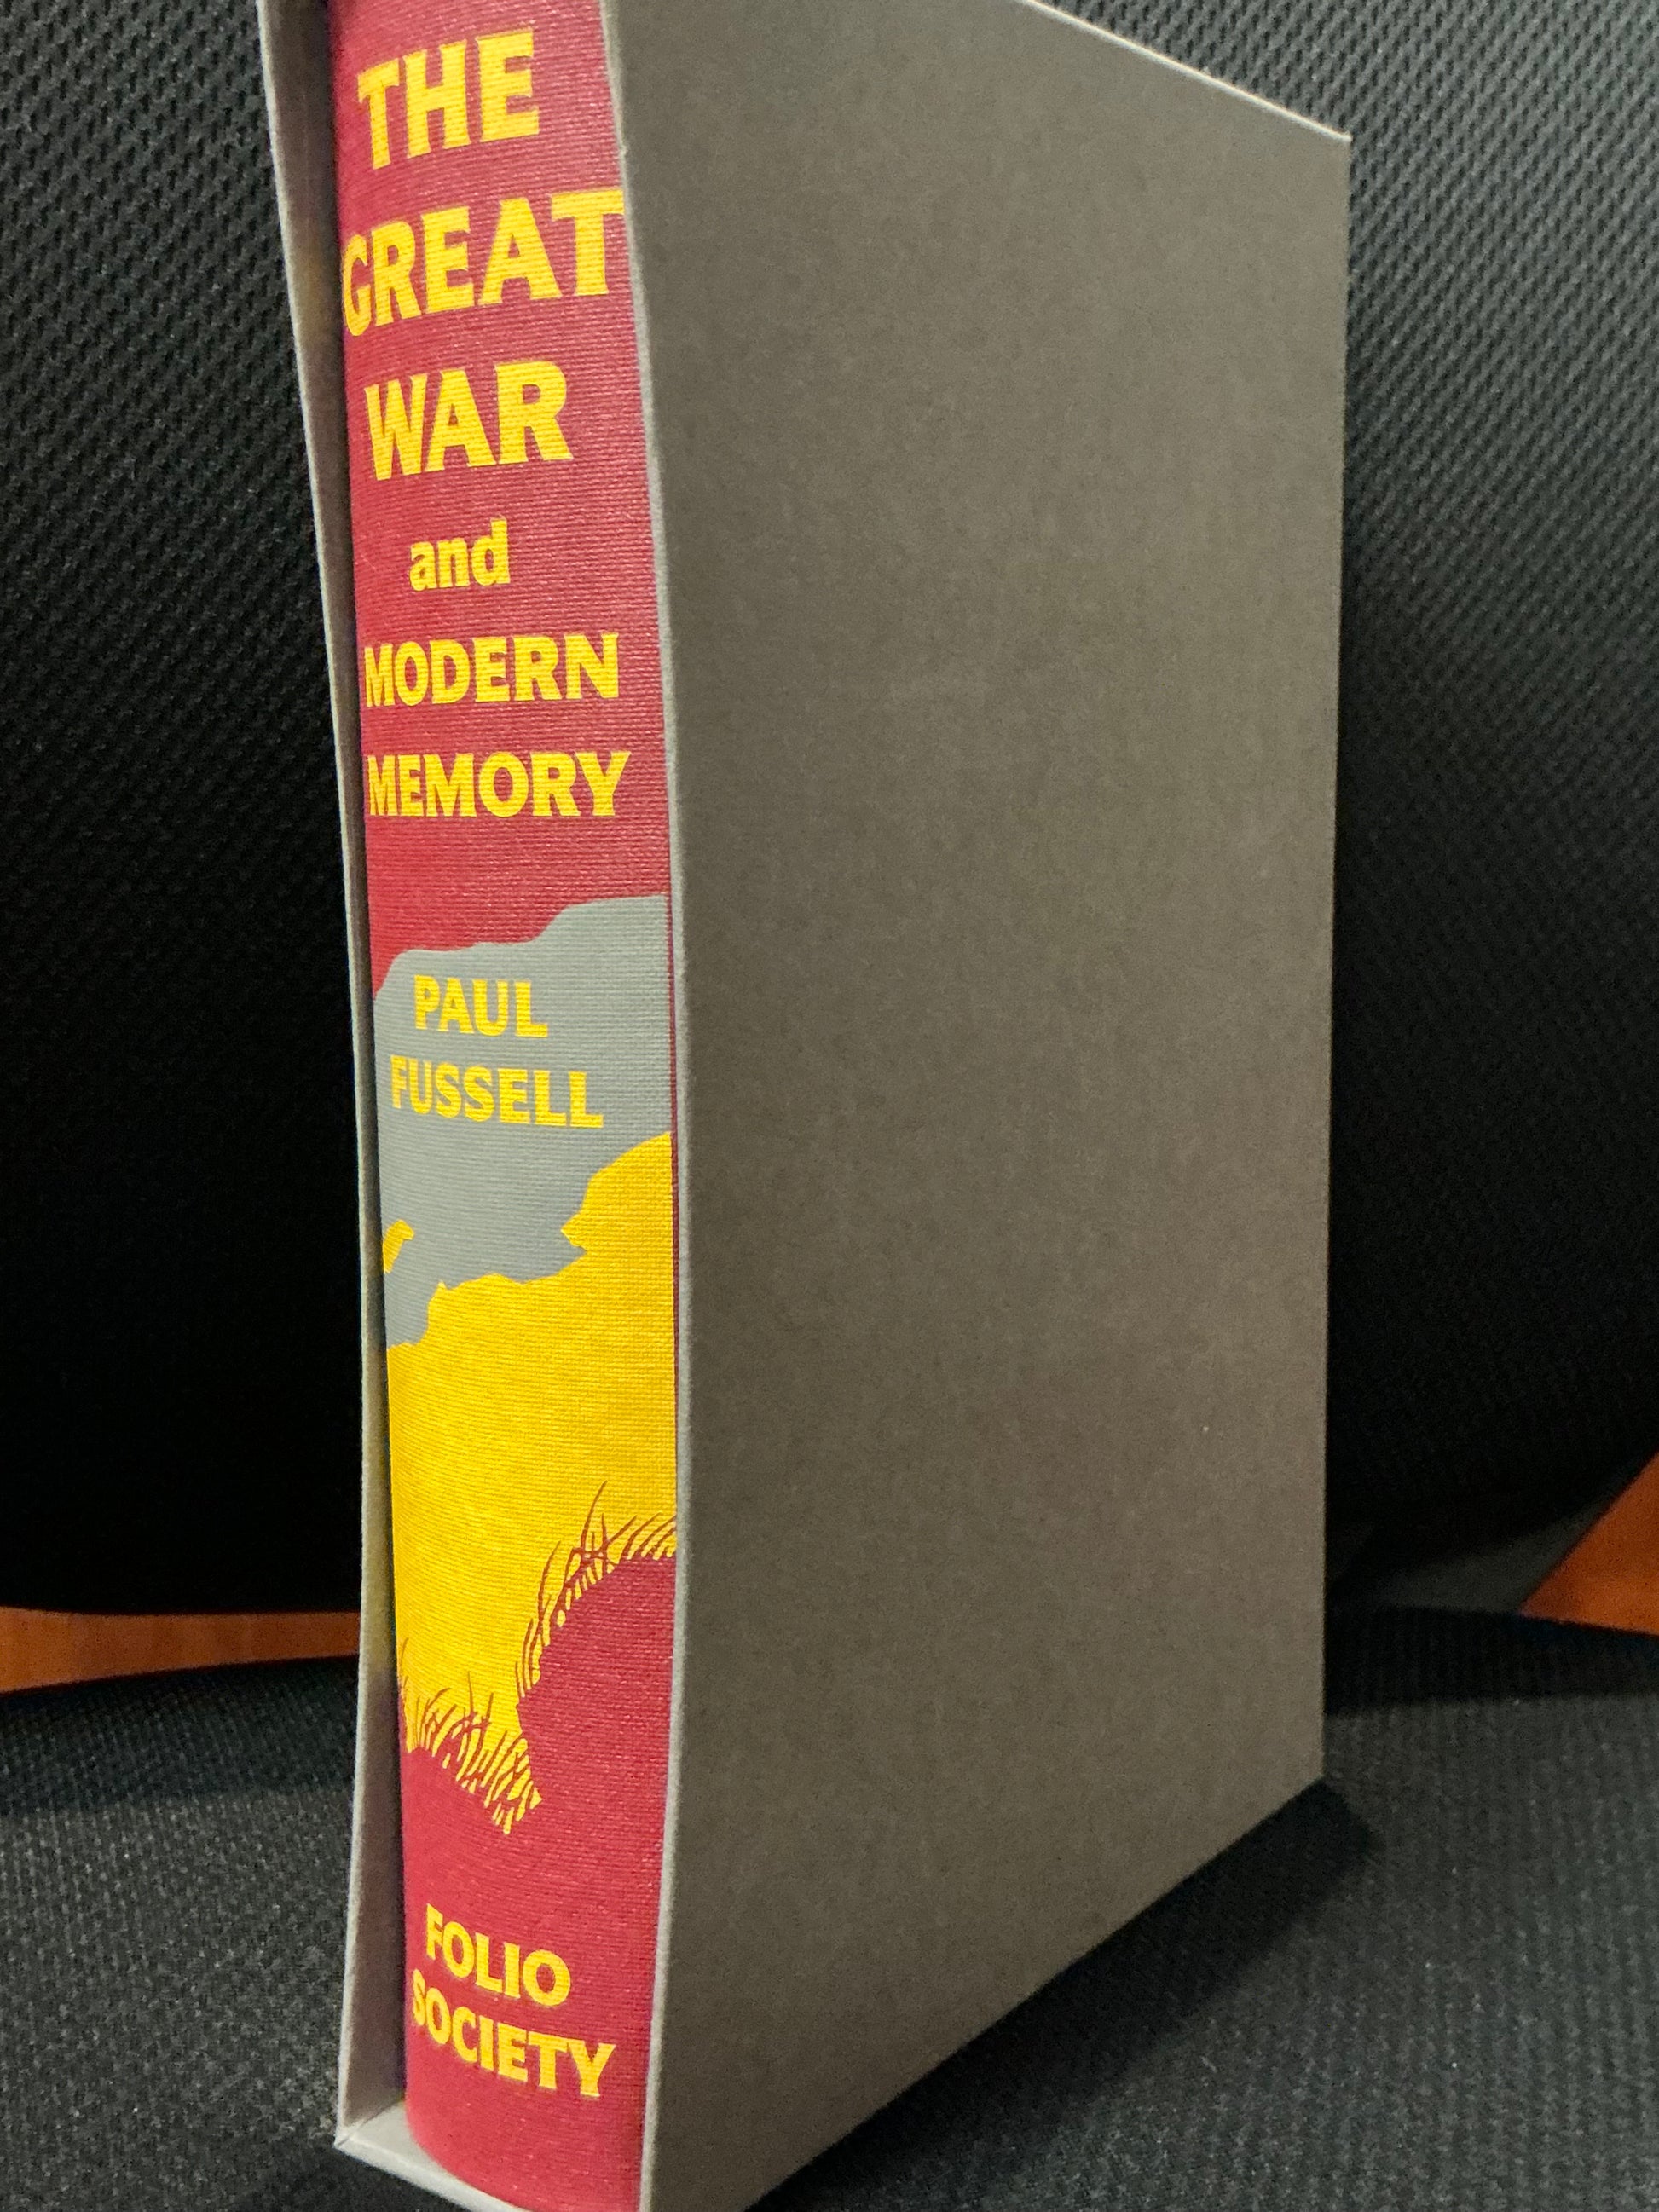 THE
GREAT
WAR
and
MODERN
MEMORY
PAUL
FUSSELL
FOLIO
SOCIETY